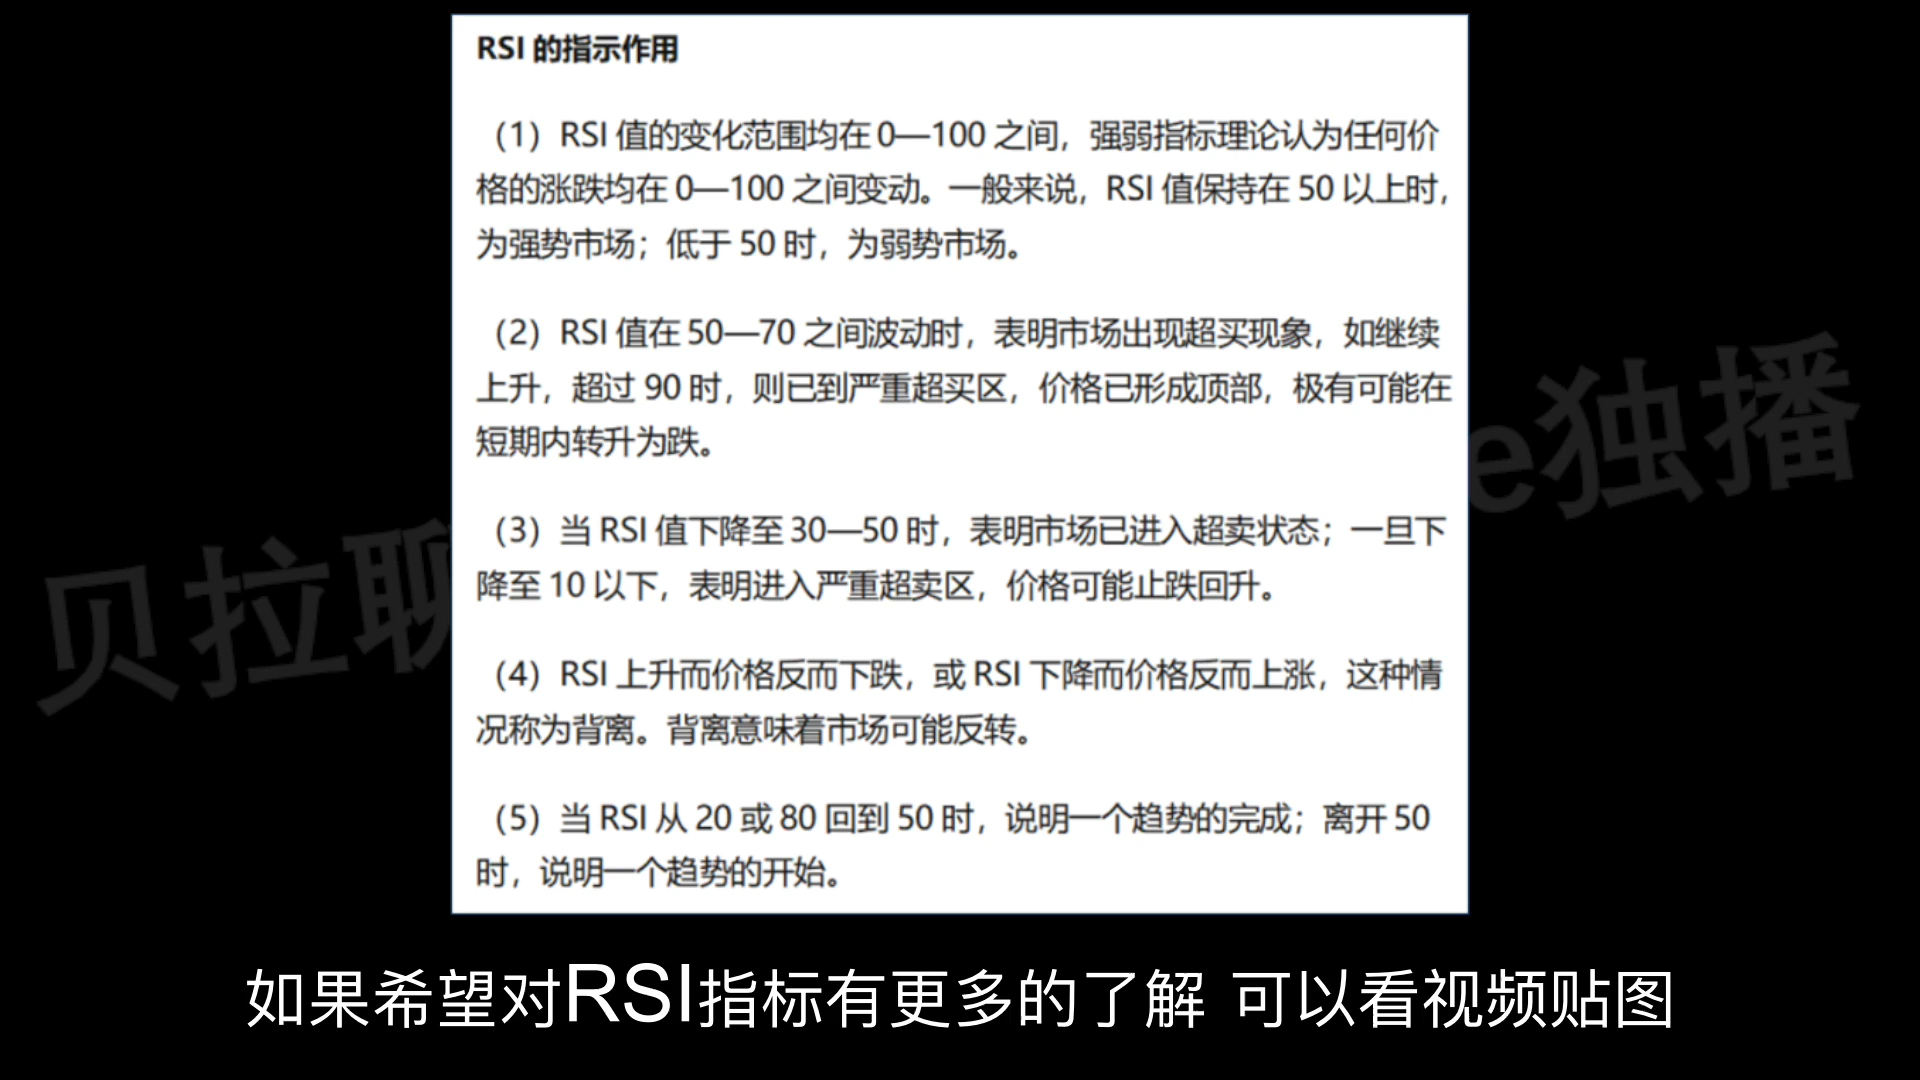 RSI 的指示作用
（1）RSI 值的变化范围均在 0—100 之间，强弱指标理论认为任何价
格的涨跌均在 0—100 之间变动。一般来说，RSI 值保持在 50 以上时，
为强势市场；低于 50 时，为弱势市场。
（2）RSI 值在 50—70 之间波动时，表明市场出现超买现象，如继续
上升，超过 90 时，则已到严重超买区，价格已形成顶部，极有可能在
短期内转升为跌。
（3）当 RSI 值下降至 30—50 时，表明市场已进入超卖状态；一旦下
降至 10 以下，表明进入严重超卖区，价格可能止跌回升。
（4）RSI 上升而价格反而下跌，或 RSI 下降而价格反而上涨，这种情
况称为背离。背离意味着市场可能反转。
（5）当 RSI 从 20 或 80 回到 50 时，说明一个趋势的完成；离开 50
时，说明一个趋势的开始。
贝拉聊
e独播
如果希望对RSI指标有更多的了解 可以看视频贴图